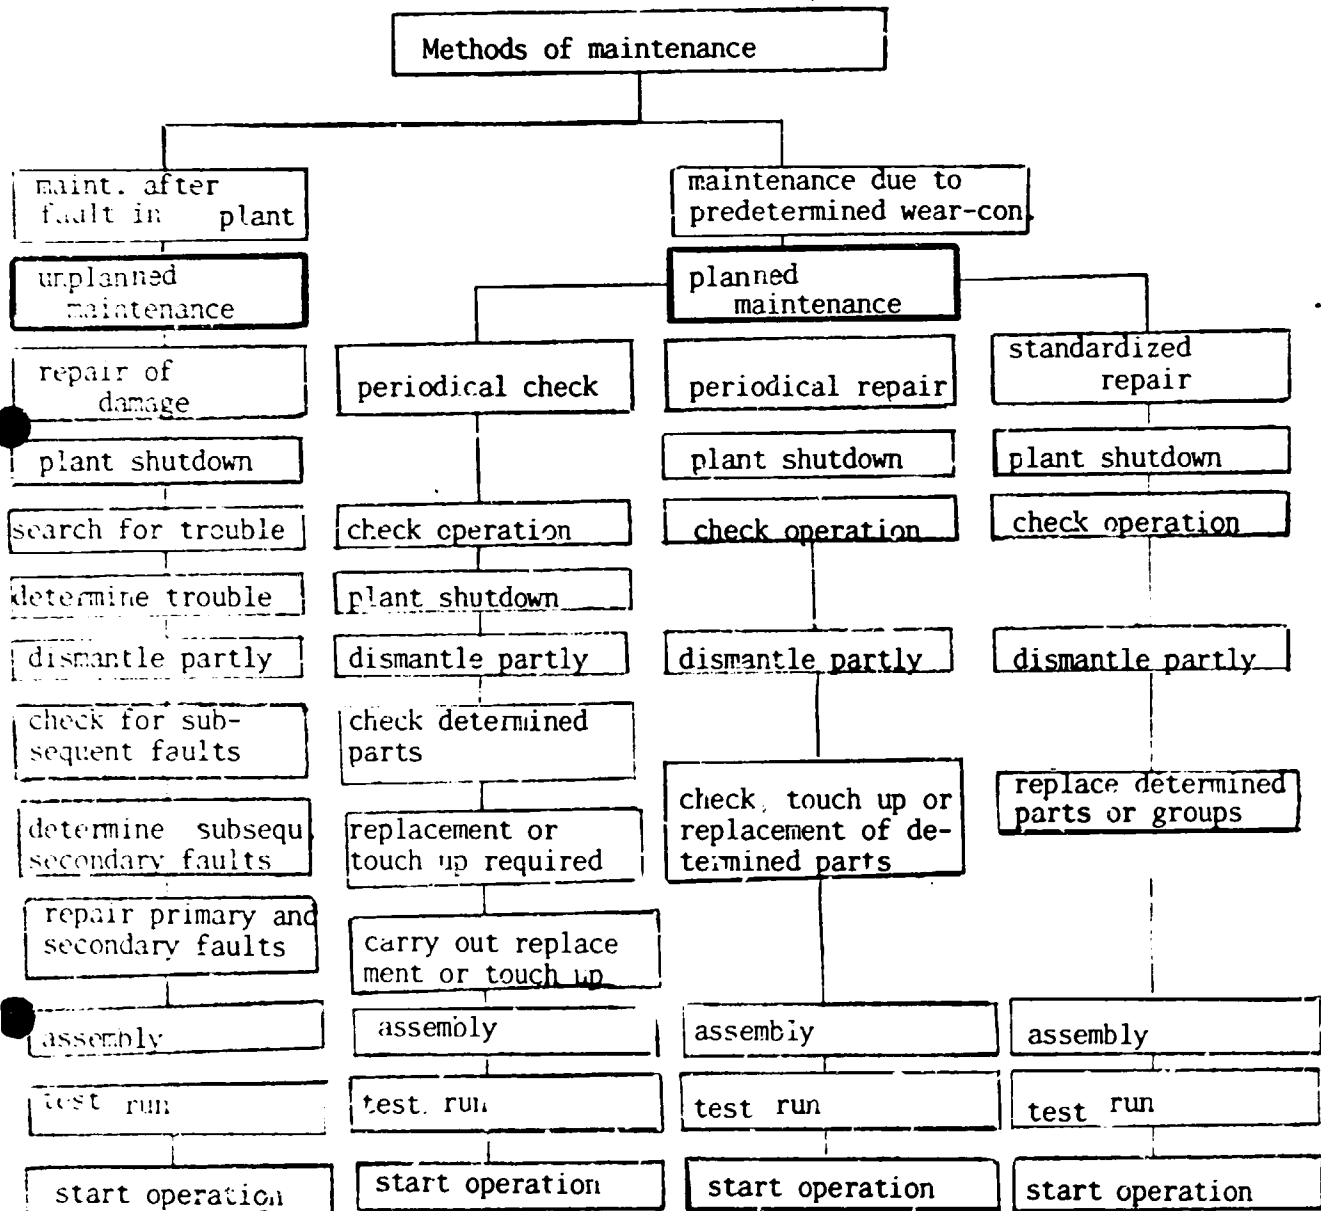 Methods of maintenance
maint. after
fault in plant
unplanned
maintenance
repair of
damage
plant shutdown
search for trouble
determine trouble
dismantle partly
check for sub-
sequent faults
determine subsequ
secondary faults
repair primary and
secondary faults
assembly
test run
start operation
maintenance due to
predetermined wear-con.
planned
maintenance
periodical check
check operation
plant shutdown
dismantle partly
check determined
parts
replacement or
touch up required
carry out replace
ment or touch up
assembly
test run
start operation
periodical repair
plant shutdown
check operation
dismantle partly
check, touch up or
replacement of de-
termined parts
assembly
test run
start operation
standardized
repair
plant shutdown
check operation
dismantle partly
replace determined
parts or groups
assembly
test run
start operation